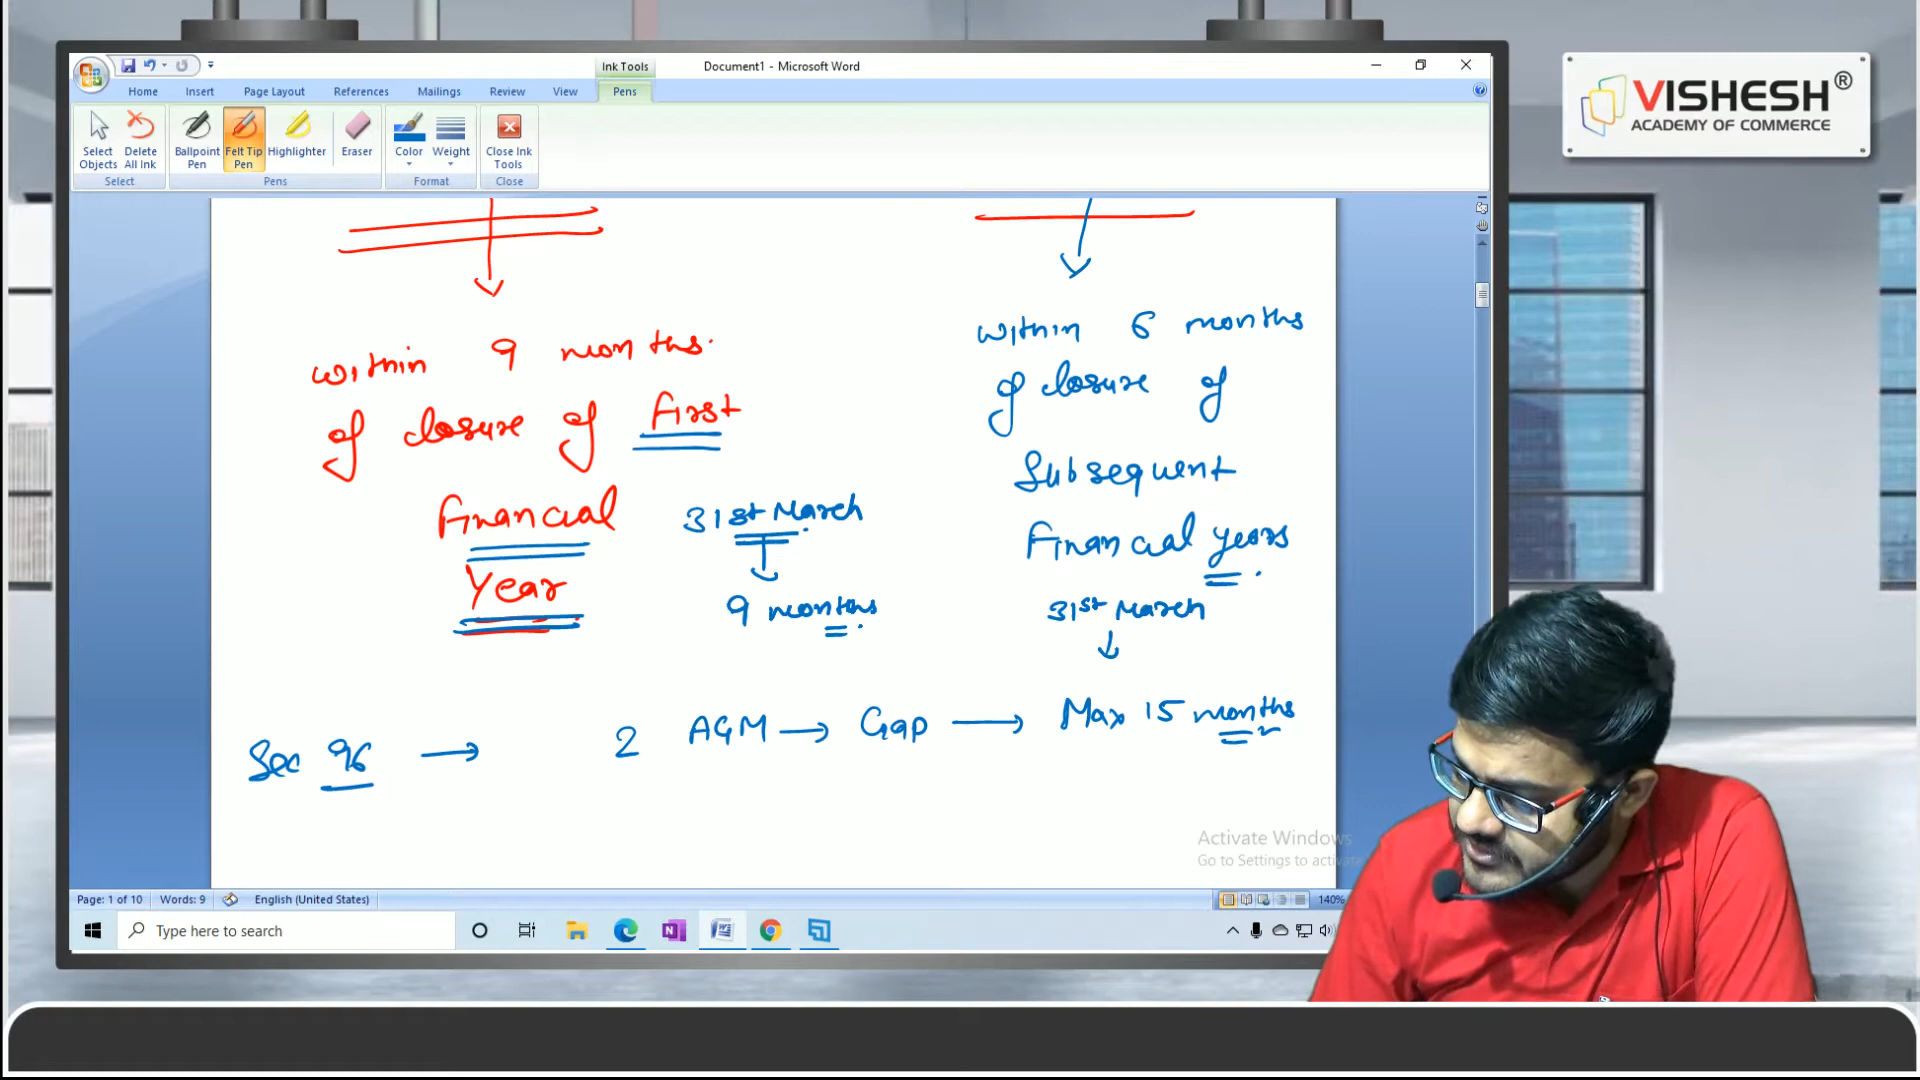 Ink Tools
Document1 - Microsoft Word
Home
Insert
Page Layout
References
Mailings
Review
View
Pens
Select Objects
Delete All Ink
Ballpoint Pen
Felt Tip Pen
Highlighter
Eraser
Color
Weight
Close Ink Tools
Select
Pens
Format
Close
VISHESH®
ACADEMY OF COMMERCE
within 9 months.
of closure of First
Financial
Year
31st March
9 months
within 6 months
of closure of
Subsequent
Financial years
31st March
Sec 96 → 2 AGM → Gap → Max 15 months
Activate Windows
Go to Settings to activate
Page: 1 of 10
Words: 9
English (United States)
140%
Type here to search